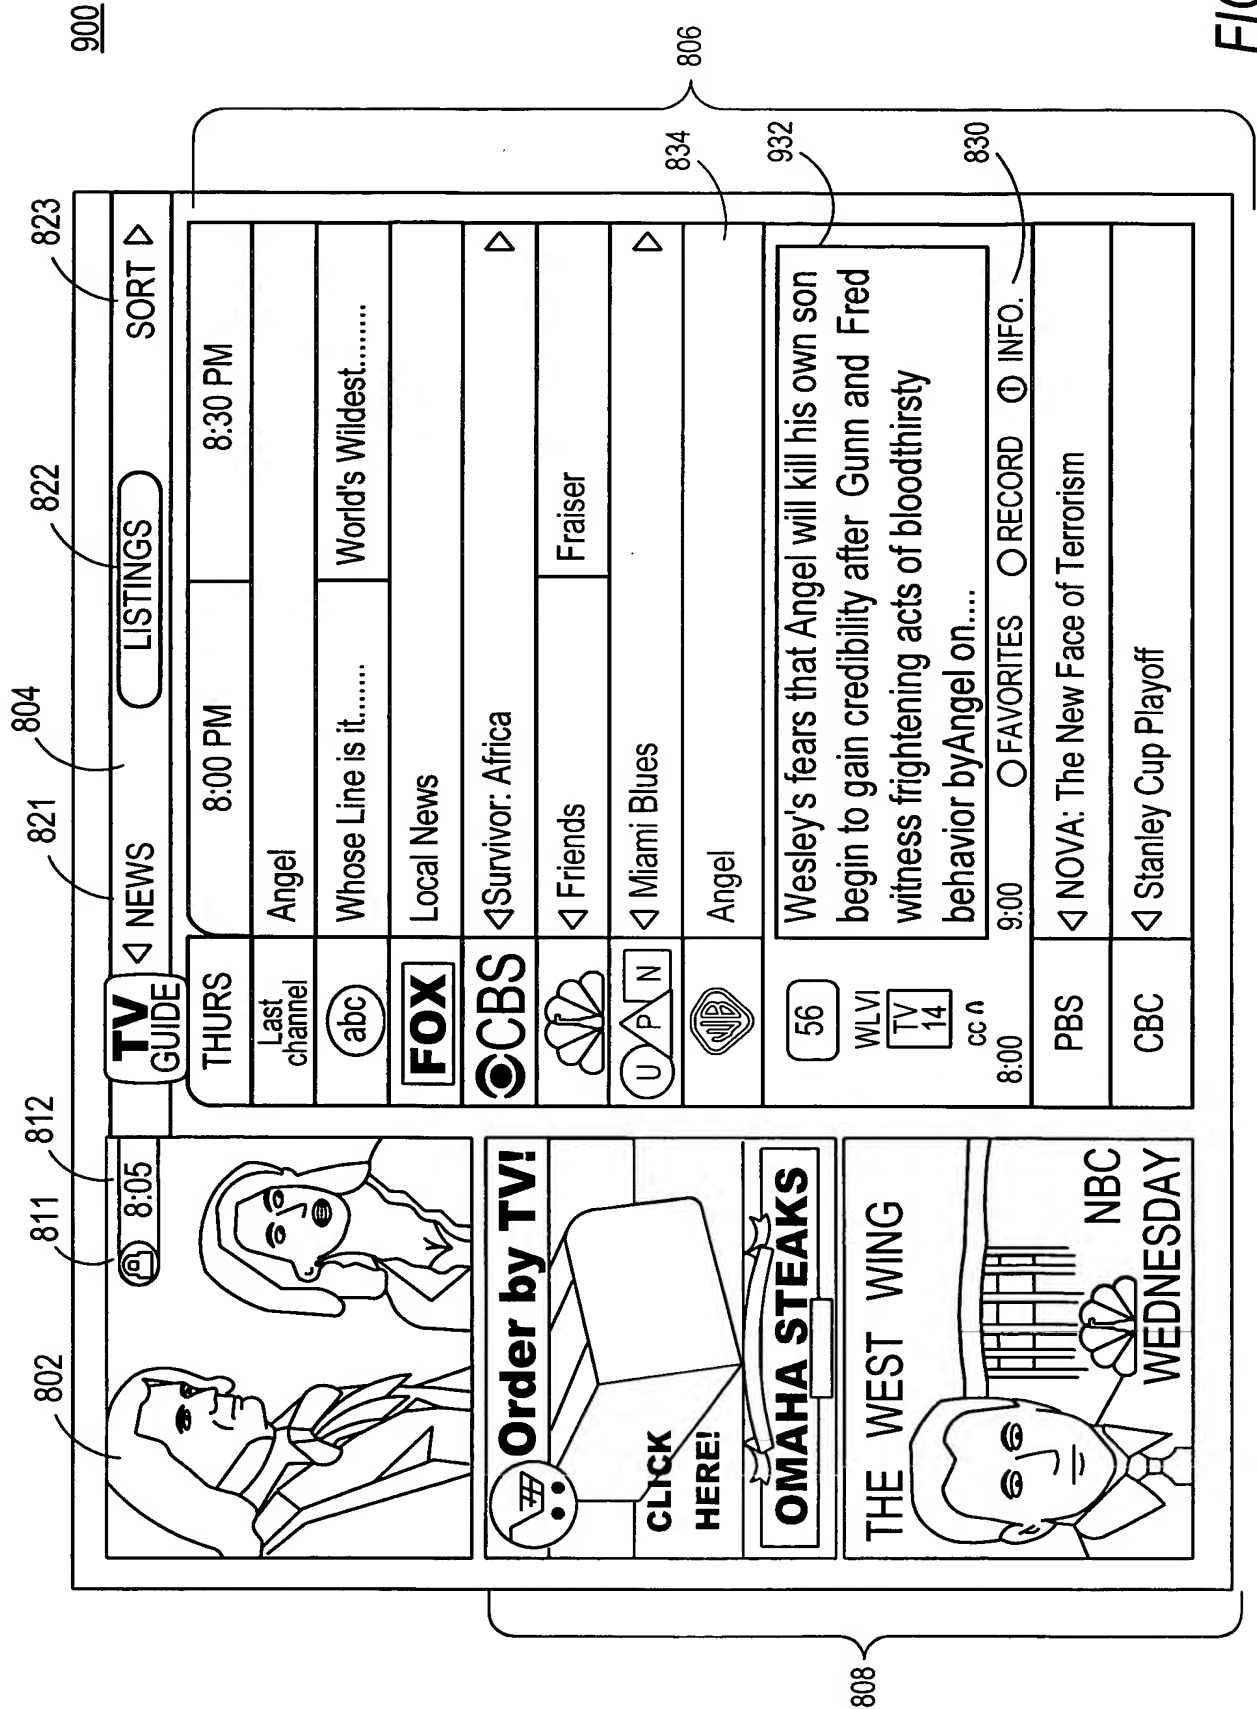 900
FIG
802
811
812
821
804
822
823
8:05
TV
GUIDE
NEWS
LISTINGS
SORT
THURS
8:00 PM
8:30 PM
Last
channel
Angel
abc
Whose Line is it.......
World's Wildest........
FOX
Local News
CBS
Survivor: Africa
Friends
Fraiser
U P N
Miami Blues
WB
Angel
56
WLVI
TV
14
cc
Wesley's fears that Angel will kill his own son
begin to gain credibility after Gunn and Fred
witness frightening acts of bloodthirsty
behavior byAngel on....
8:00
9:00
FAVORITES
RECORD
i INFO.
PBS
NOVA: The New Face of Terrorism
CBC
Stanley Cup Playoff
Order by TV!
CLICK
HERE!
OMAHA STEAKS
THE WEST WING
NBC
WEDNESDAY
806
834
932
830
808